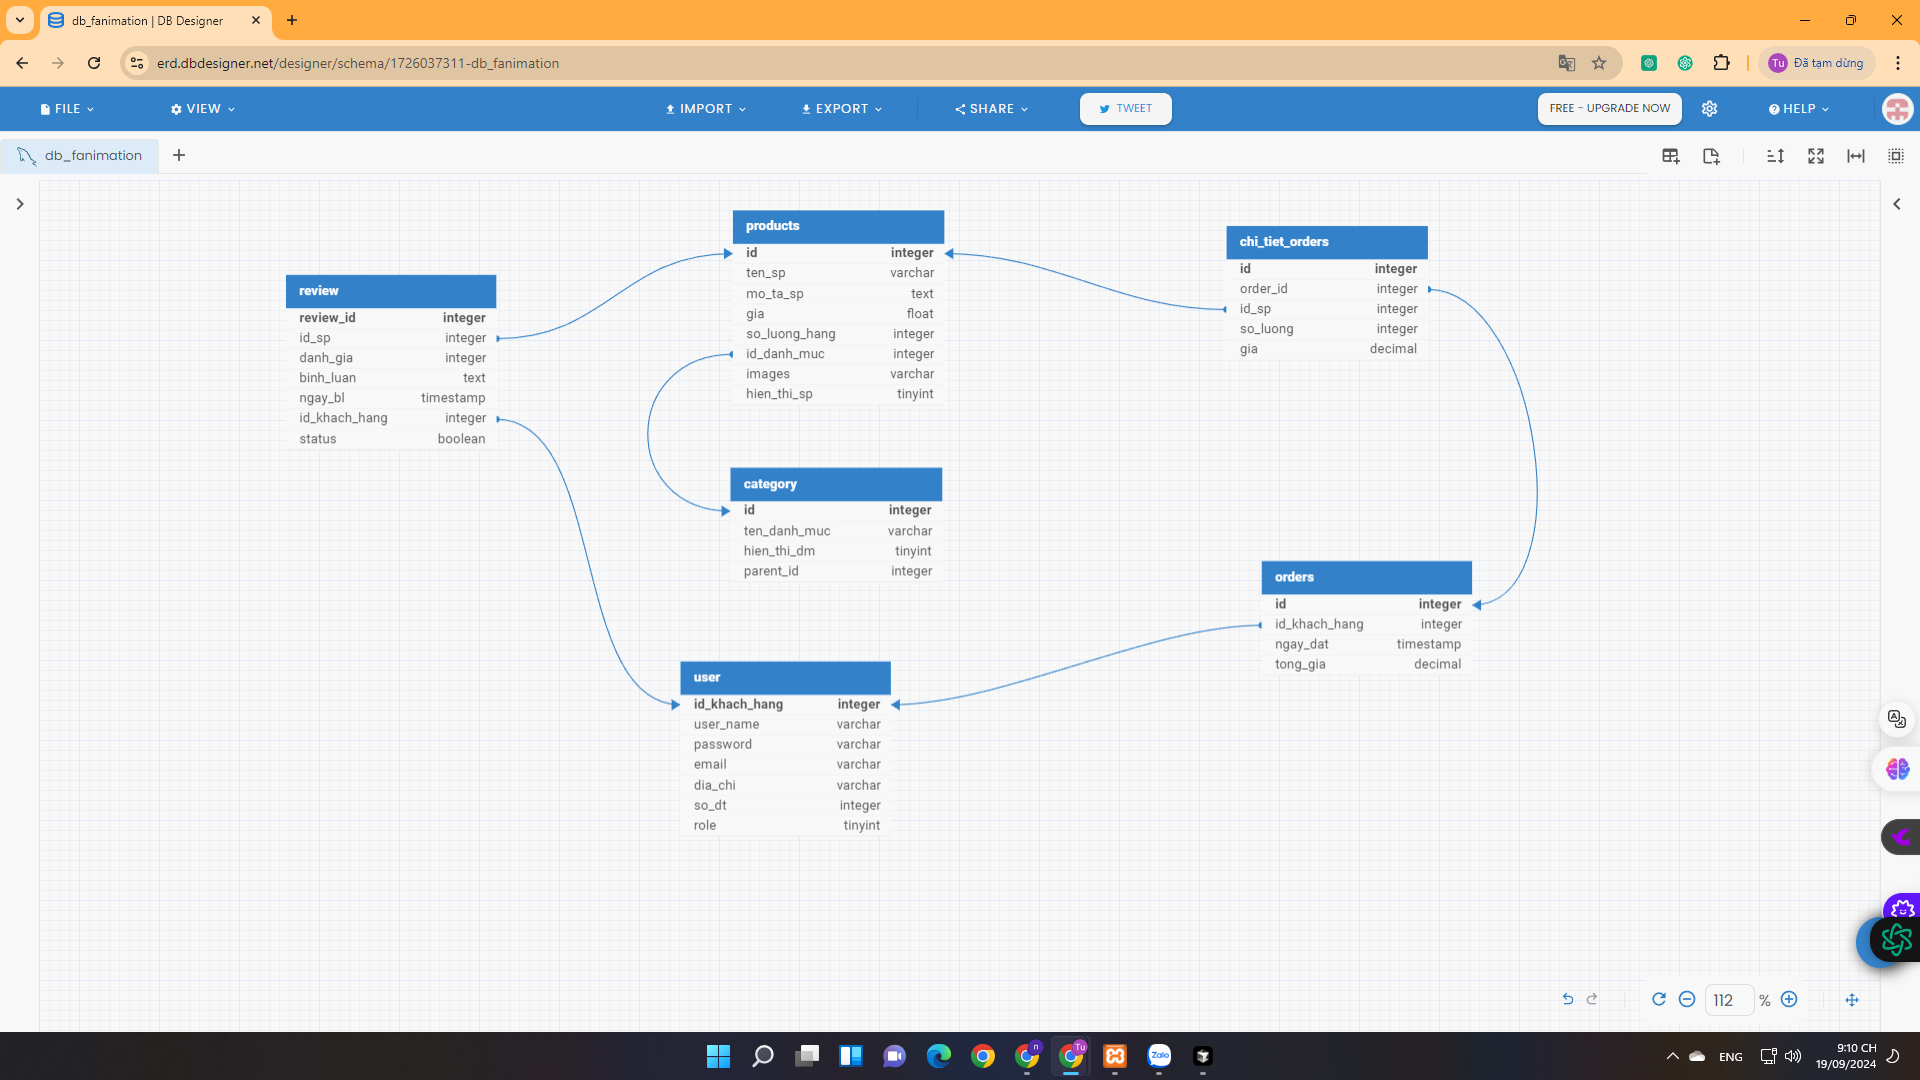 db_fanimation | DB Designer
erd.dbdesigner.net/designer/schema/1726037311-db_fanimation
Tu Đã tạm dừng
FILE VIEW IMPORT EXPORT SHARE TWEET FREE - UPGRADE NOW HELP
db_fanimation
products
id integer
ten_sp varchar
mo_ta_sp text
gia float
so_luong_hang integer
id_danh_muc integer
images varchar
hien_thi_sp tinyint
chi_tiet_orders
id integer
order_id integer
id_sp integer
so_luong integer
gia decimal
review
review_id integer
id_sp integer
danh_gia integer
binh_luan text
ngay_bl timestamp
id_khach_hang integer
status boolean
category
id integer
ten_danh_muc varchar
hien_thi_dm tinyint
parent_id integer
orders
id integer
id_khach_hang integer
ngay_dat timestamp
tong_gia decimal
user
id_khach_hang integer
user_name varchar
password varchar
email varchar
dia_chi varchar
so_dt integer
role tinyint
112 %
n
Tu
Zalo
ENG
9:10 CH
19/09/2024